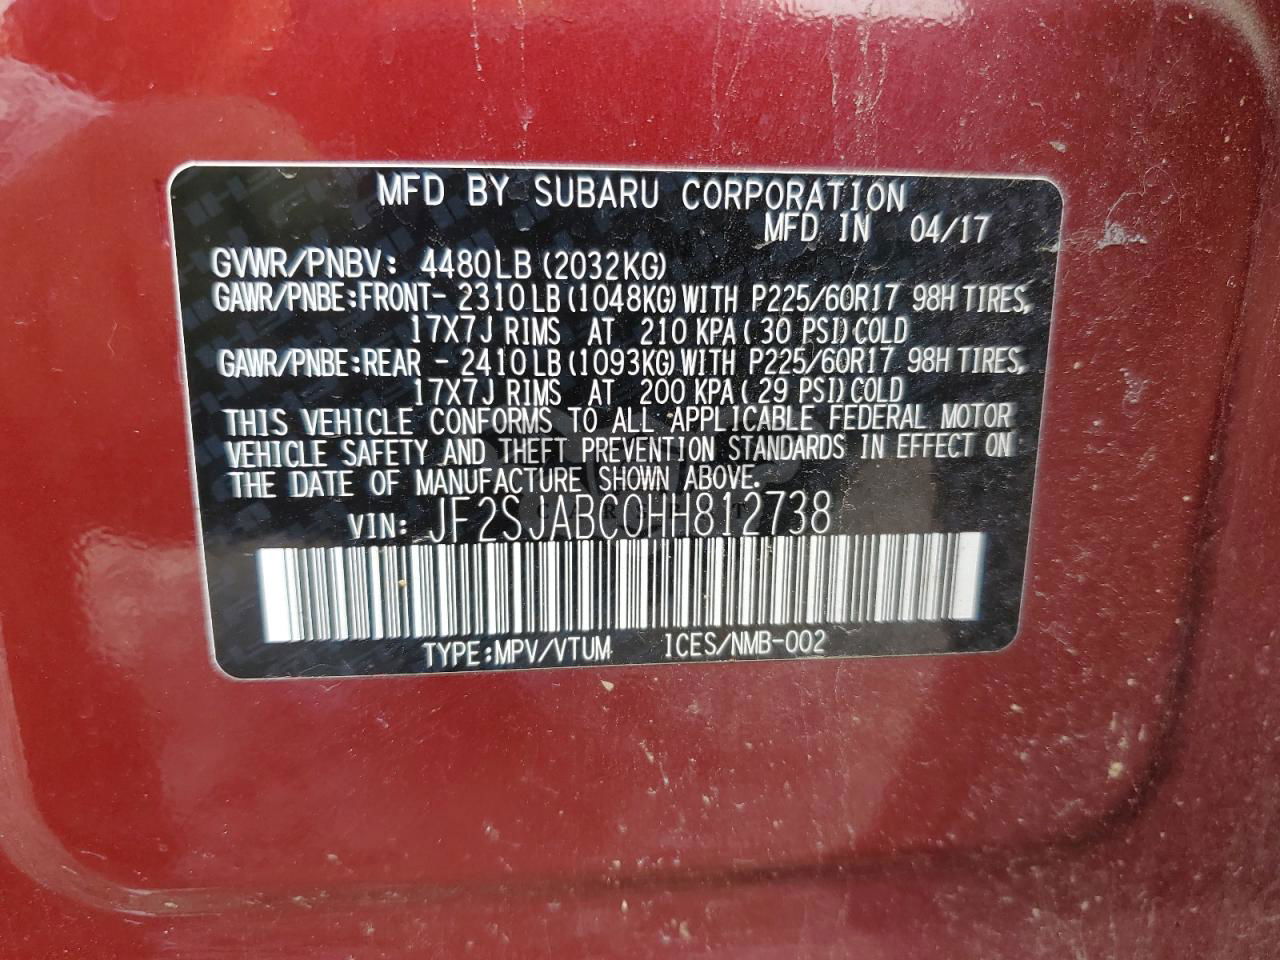 MFD BY SUBARU CORPORATION
MFD IN 04/17
GVWR/PNBV: 4480LB (2032KG)
GAWR/PNBE:FRONT- 2310LB (1048KG) WITH P225/60R17 98H TIRES,
17X7J RIMS AT 210 KPA ( 30 PSI) COLD
GAWR/PNBE:REAR - 2410LB (1093KG) WITH P225/60R17 98H TIRES,
17X7J RIMS AT 200 KPA ( 29 PSI) COLD
THIS VEHICLE CONFORMS TO ALL APPLICABLE FEDERAL MOTOR
VEHICLE SAFETY AND THEFT PREVENTION STANDARDS IN EFFECT ON
THE DATE OF MANUFACTURE SHOWN ABOVE.
VIN: JF2SJABC0HH812738
TYPE:MPV/VTUM ICES/NMB-002